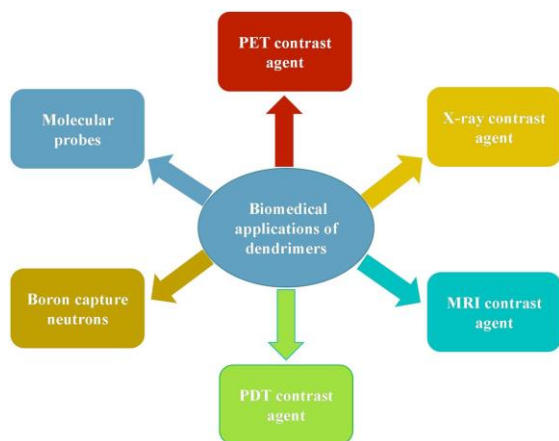 PET contrast
agent
Molecular
probes
X-ray contrast
agent
Biomedical
applications of
dendrimers
Boron capture
neutrons
MRI contrast
agent
PDT contrast
agent